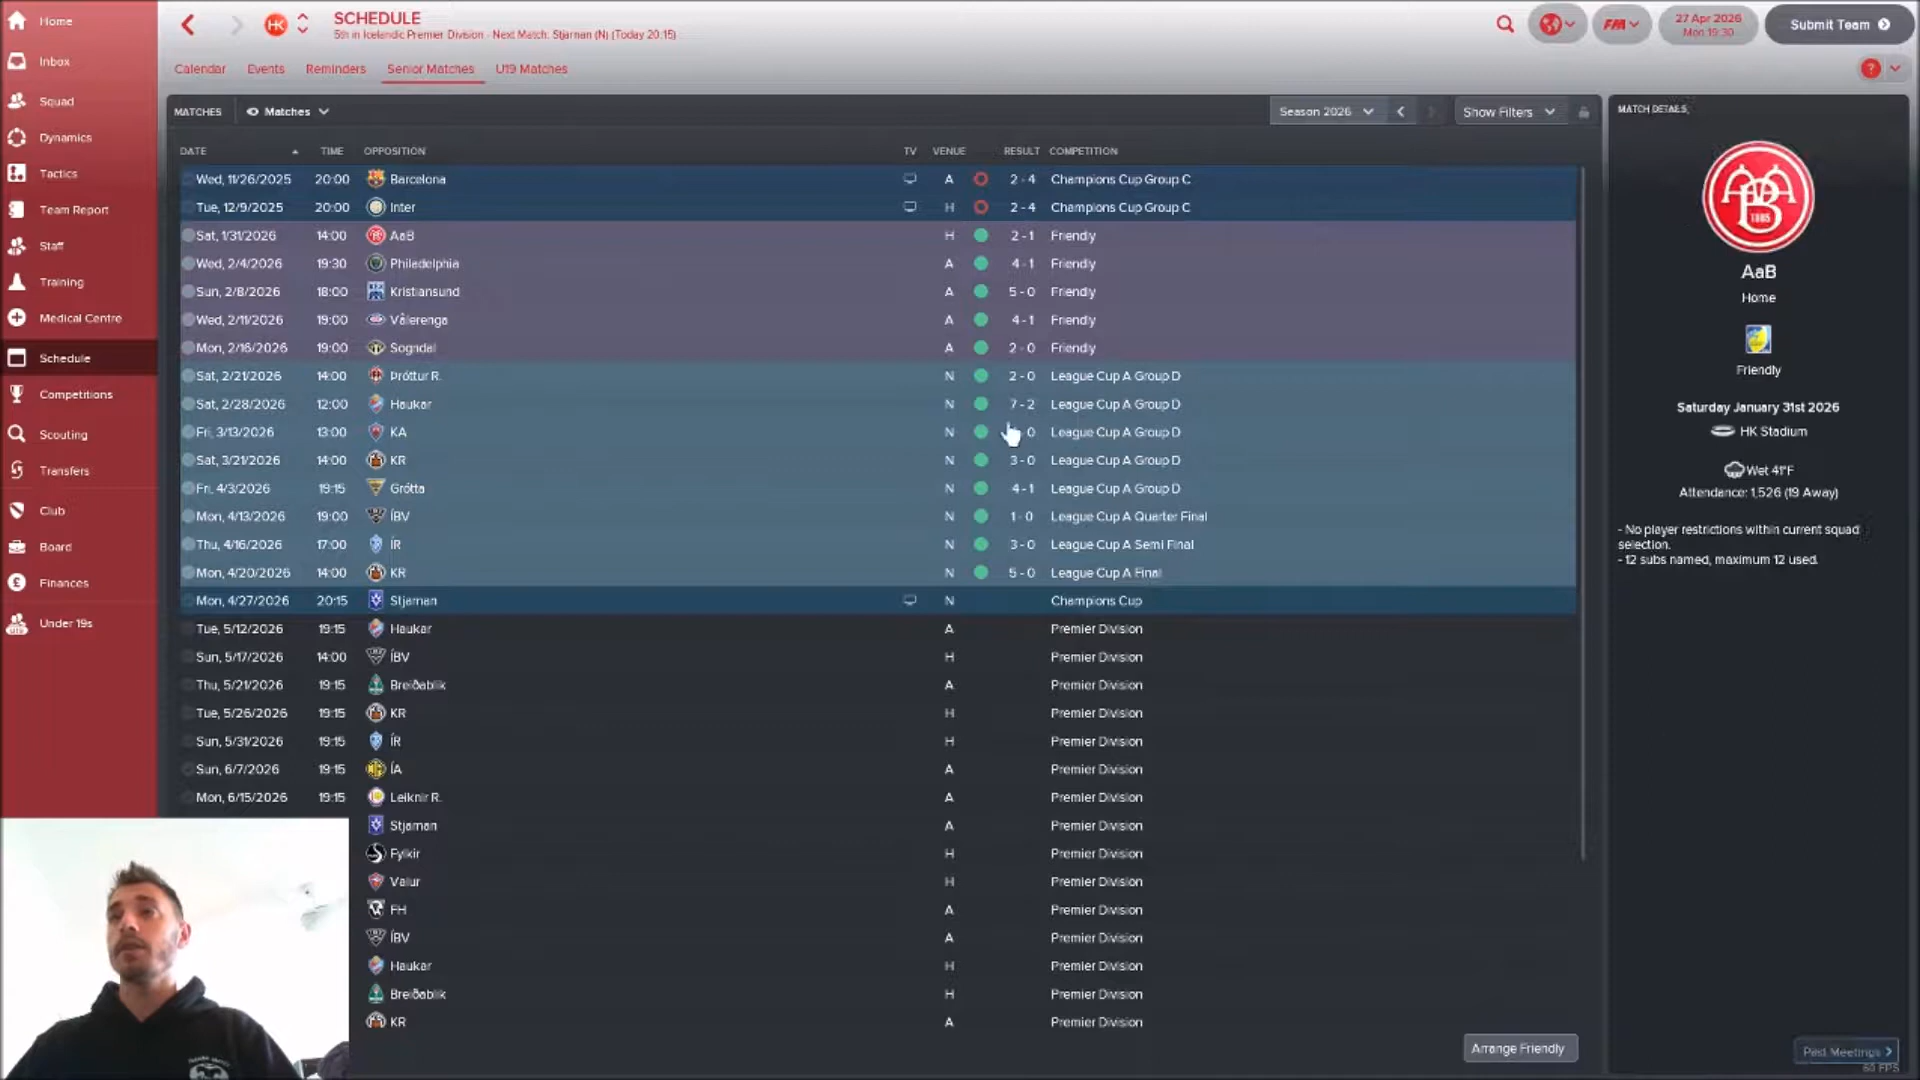 Home
Inbox
Squad
Dynamics
Tactics
Team Report
Staff
Training
Medical Centre
Schedule
Competitions
Scouting
Transfers
Club
Board
Finances
Under 19s
HK
SCHEDULE
5th in Icelandic Premier Division - Next Match: Stjarnan (N) (Today 20:15)
FM
27 Apr 2026
Mon 19:30
Submit Team
Calendar Events Reminders Senior Matches U19 Matches
MATCHES Matches Season 2026 Show Filters
DATE TIME OPPOSITION TV VENUE RESULT COMPETITION
Wed, 11/26/2025 20:00 Barcelona A 2 - 4 Champions Cup Group C
Tue, 12/9/2025 20:00 Inter H 2 - 4 Champions Cup Group C
Sat, 1/31/2026 14:00 AaB H 2 - 1 Friendly
Wed, 2/4/2026 19:30 Philadelphia A 4 - 1 Friendly
Sun, 2/8/2026 18:00 Kristiansund A 5 - 0 Friendly
Wed, 2/11/2026 19:00 Vålerenga A 4 - 1 Friendly
Mon, 2/16/2026 19:00 Sogndal A 2 - 0 Friendly
Sat, 2/21/2026 14:00 Þróttur R. N 2 - 0 League Cup A Group D
Sat, 2/28/2026 12:00 Haukar N 7 - 2 League Cup A Group D
Fri, 3/13/2026 13:00 KA N 0 League Cup A Group D
Sat, 3/21/2026 14:00 KR N 3 - 0 League Cup A Group D
Fri, 4/3/2026 19:15 Grótta N 4 - 1 League Cup A Group D
Mon, 4/13/2026 19:00 ÍBV N 1 - 0 League Cup A Quarter Final
Thu, 4/16/2026 17:00 ÍR N 3 - 0 League Cup A Semi Final
Mon, 4/20/2026 14:00 KR N 5 - 0 League Cup A Final
Mon, 4/27/2026 20:15 Stjarnan N Champions Cup
Tue, 5/12/2026 19:15 Haukar A Premier Division
Sun, 5/17/2026 14:00 ÍBV H Premier Division
Thu, 5/21/2026 19:15 Breiðablik A Premier Division
Tue, 5/26/2026 19:15 KR H Premier Division
Sun, 5/31/2026 19:15 ÍR H Premier Division
Sun, 6/7/2026 19:15 ÍA A Premier Division
Mon, 6/15/2026 19:15 Leiknir R. A Premier Division
Stjarnan A Premier Division
Fylkir H Premier Division
Valur H Premier Division
FH A Premier Division
ÍBV A Premier Division
Haukar H Premier Division
Breiðablik H Premier Division
KR A Premier Division
Arrange Friendly
MATCH DETAILS
1885
AaB
Home
Friendly
Saturday January 31st 2026
HK Stadium
Wet 41°F
Attendance: 1,526 (19 Away)
- No player restrictions within current squad
selection.
- 12 subs named, maximum 12 used.
Past Meetings
60 FPS